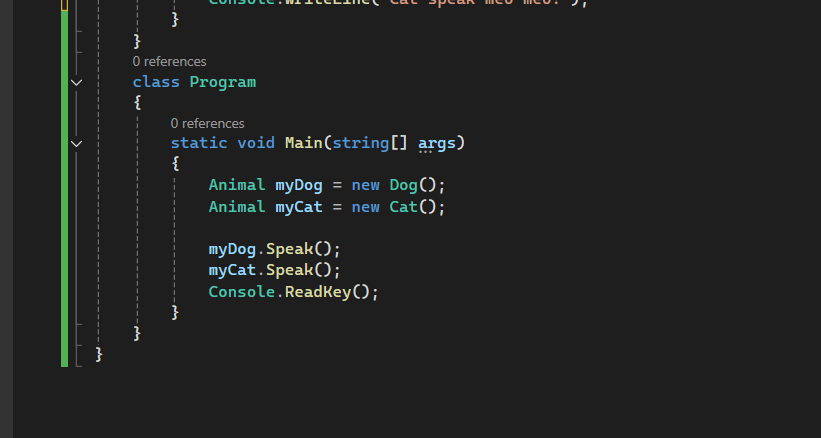 Console.WriteLine("Cat speak meo meo!");
}
}
0 references
class Program
{
0 references
static void Main(string[] args)
{
Animal myDog = new Dog();
Animal myCat = new Cat();
myDog.Speak();
myCat.Speak();
Console.ReadKey();
}
}
}